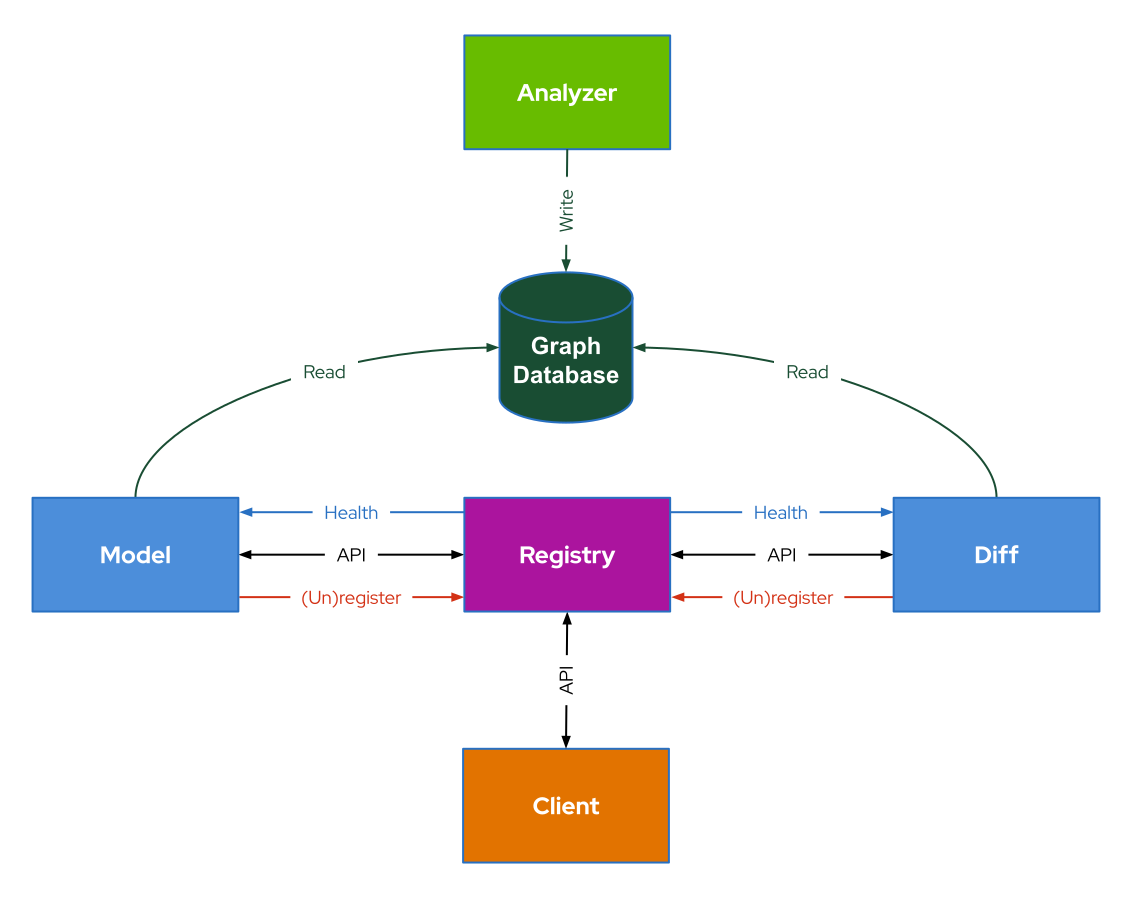 Analyzer
Write
Graph
Database
Read
Read
Model
Health
API
(Un)register
Registry
Health
API
(Un)register
Diff
API
Client